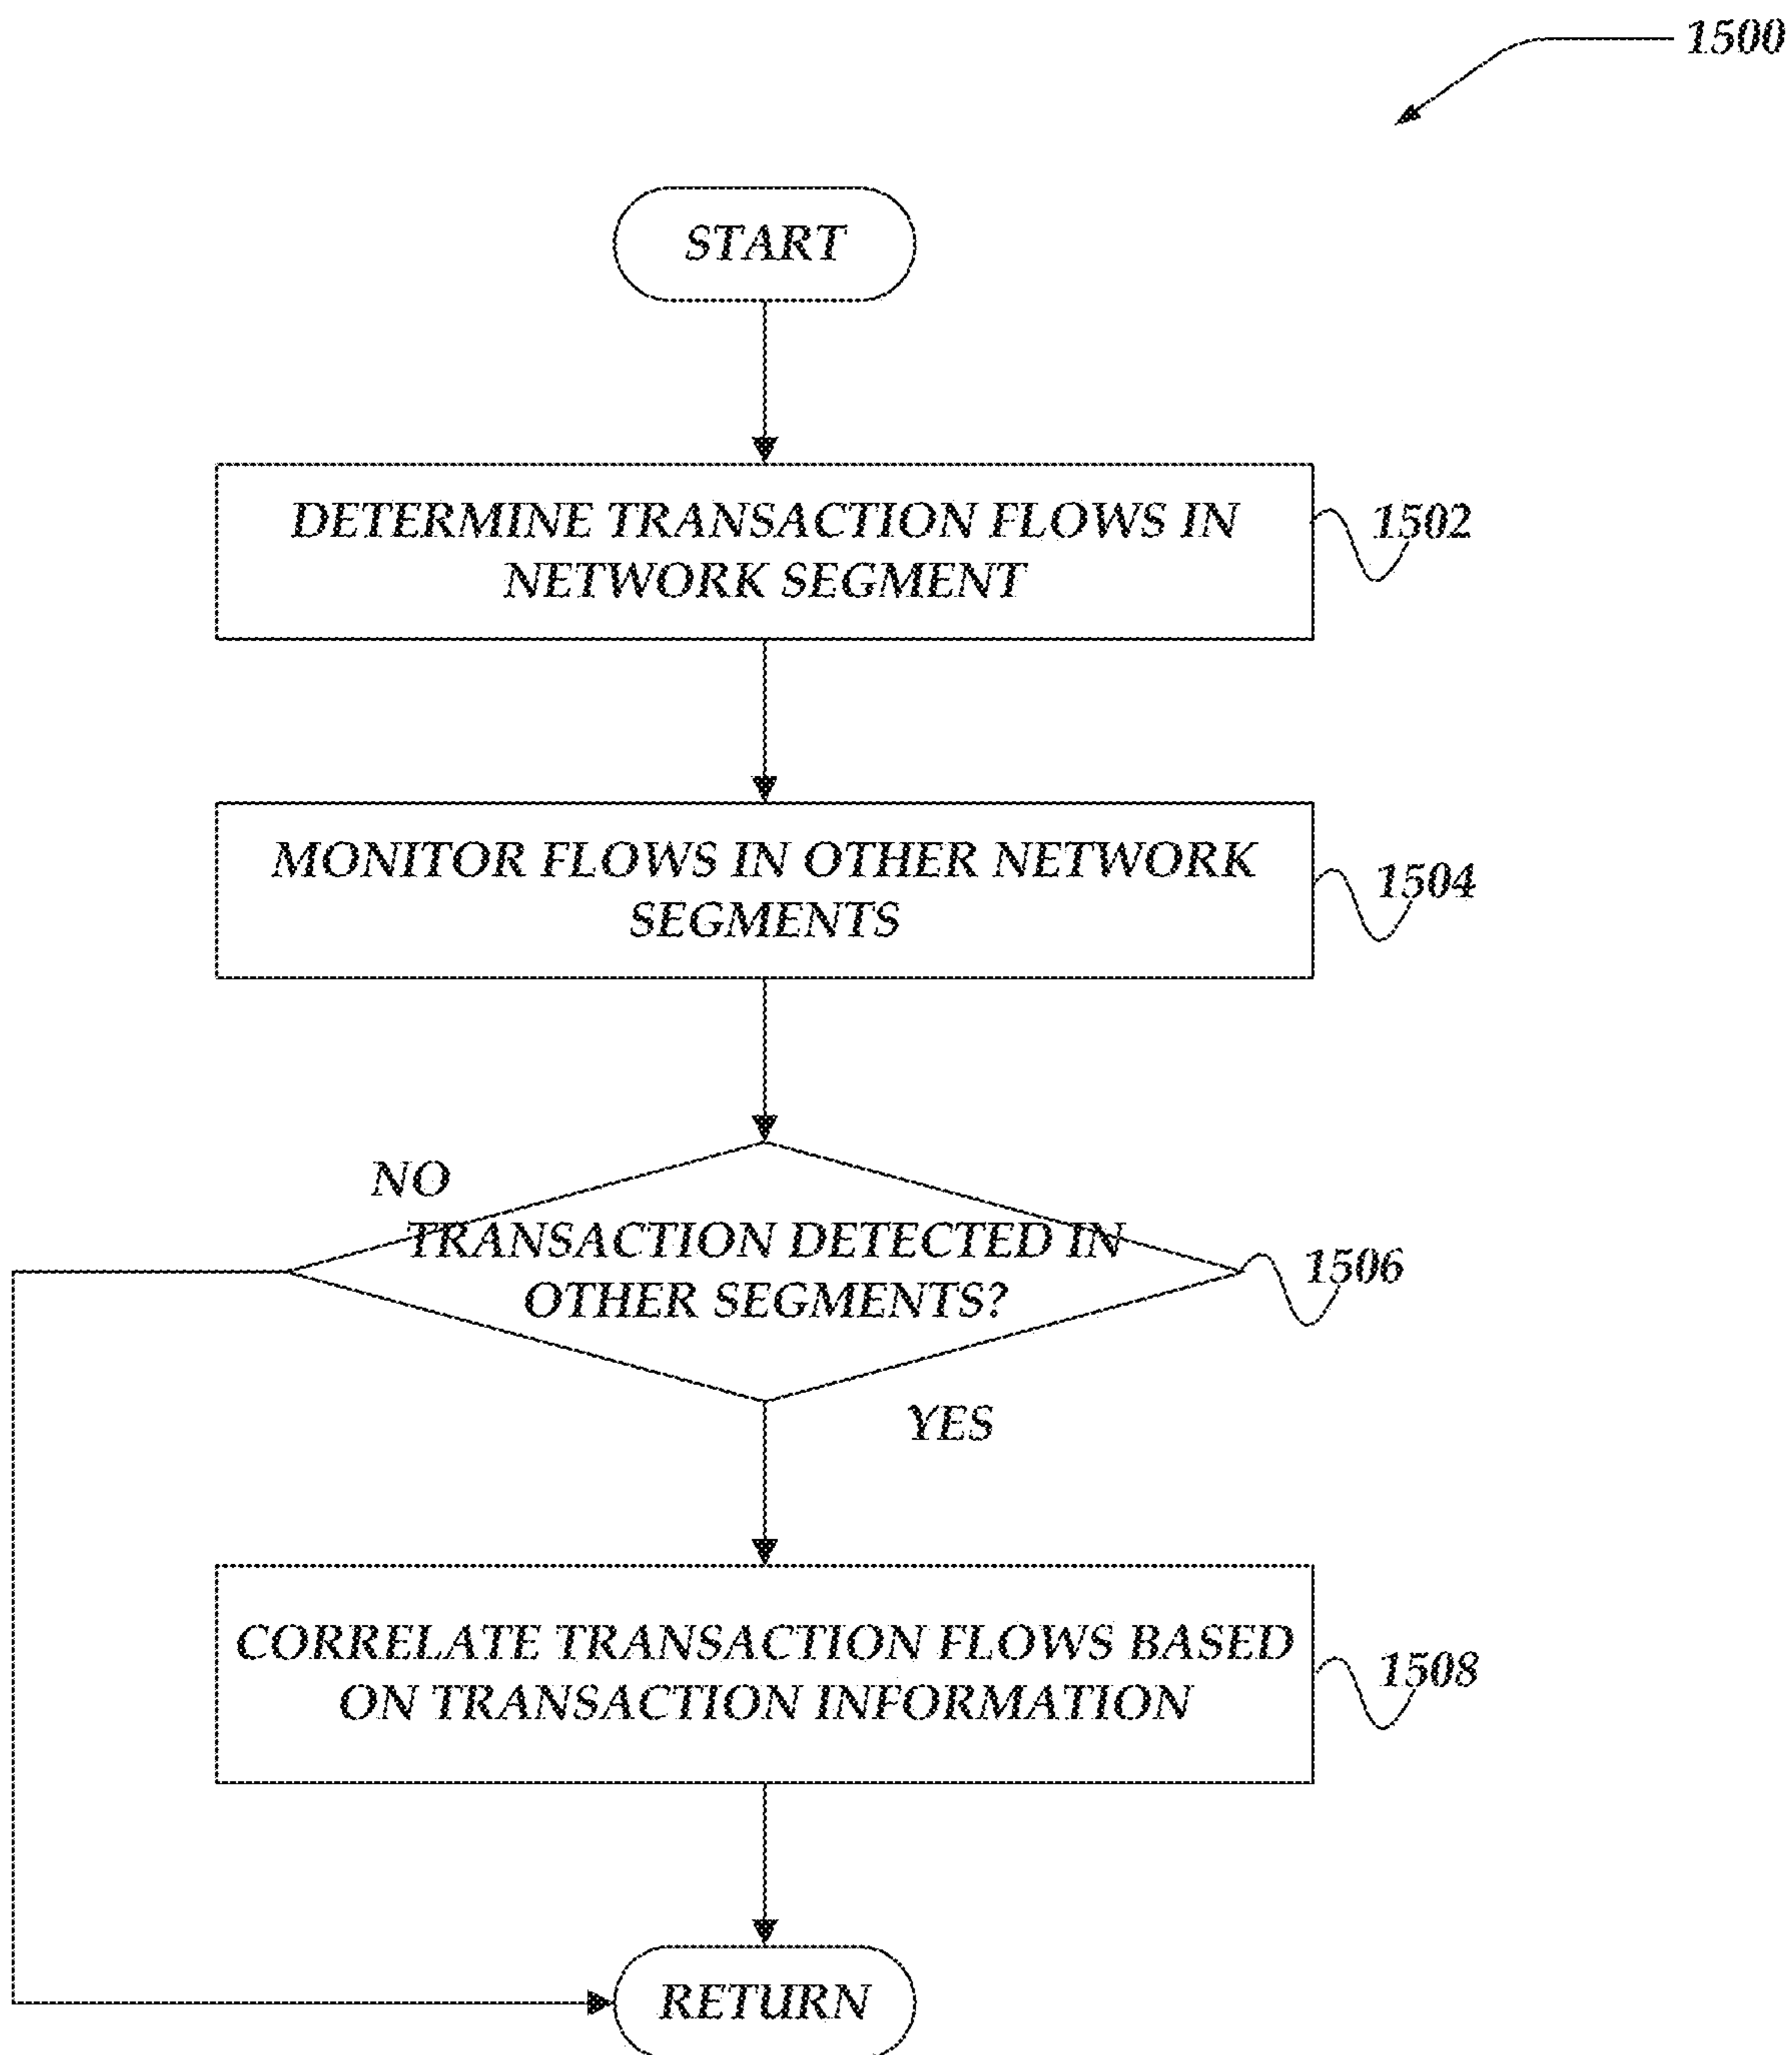 1500
START
DETERMINE TRANSACTION FLOWS IN
NETWORK SEGMENT
1502
MONITOR FLOWS IN OTHER NETWORK
SEGMENTS
1504
NO
TRANSACTION DETECTED IN
OTHER SEGMENTS?
1506
YES
CORRELATE TRANSACTION FLOWS BASED
ON TRANSACTION INFORMATION
1508
RETURN